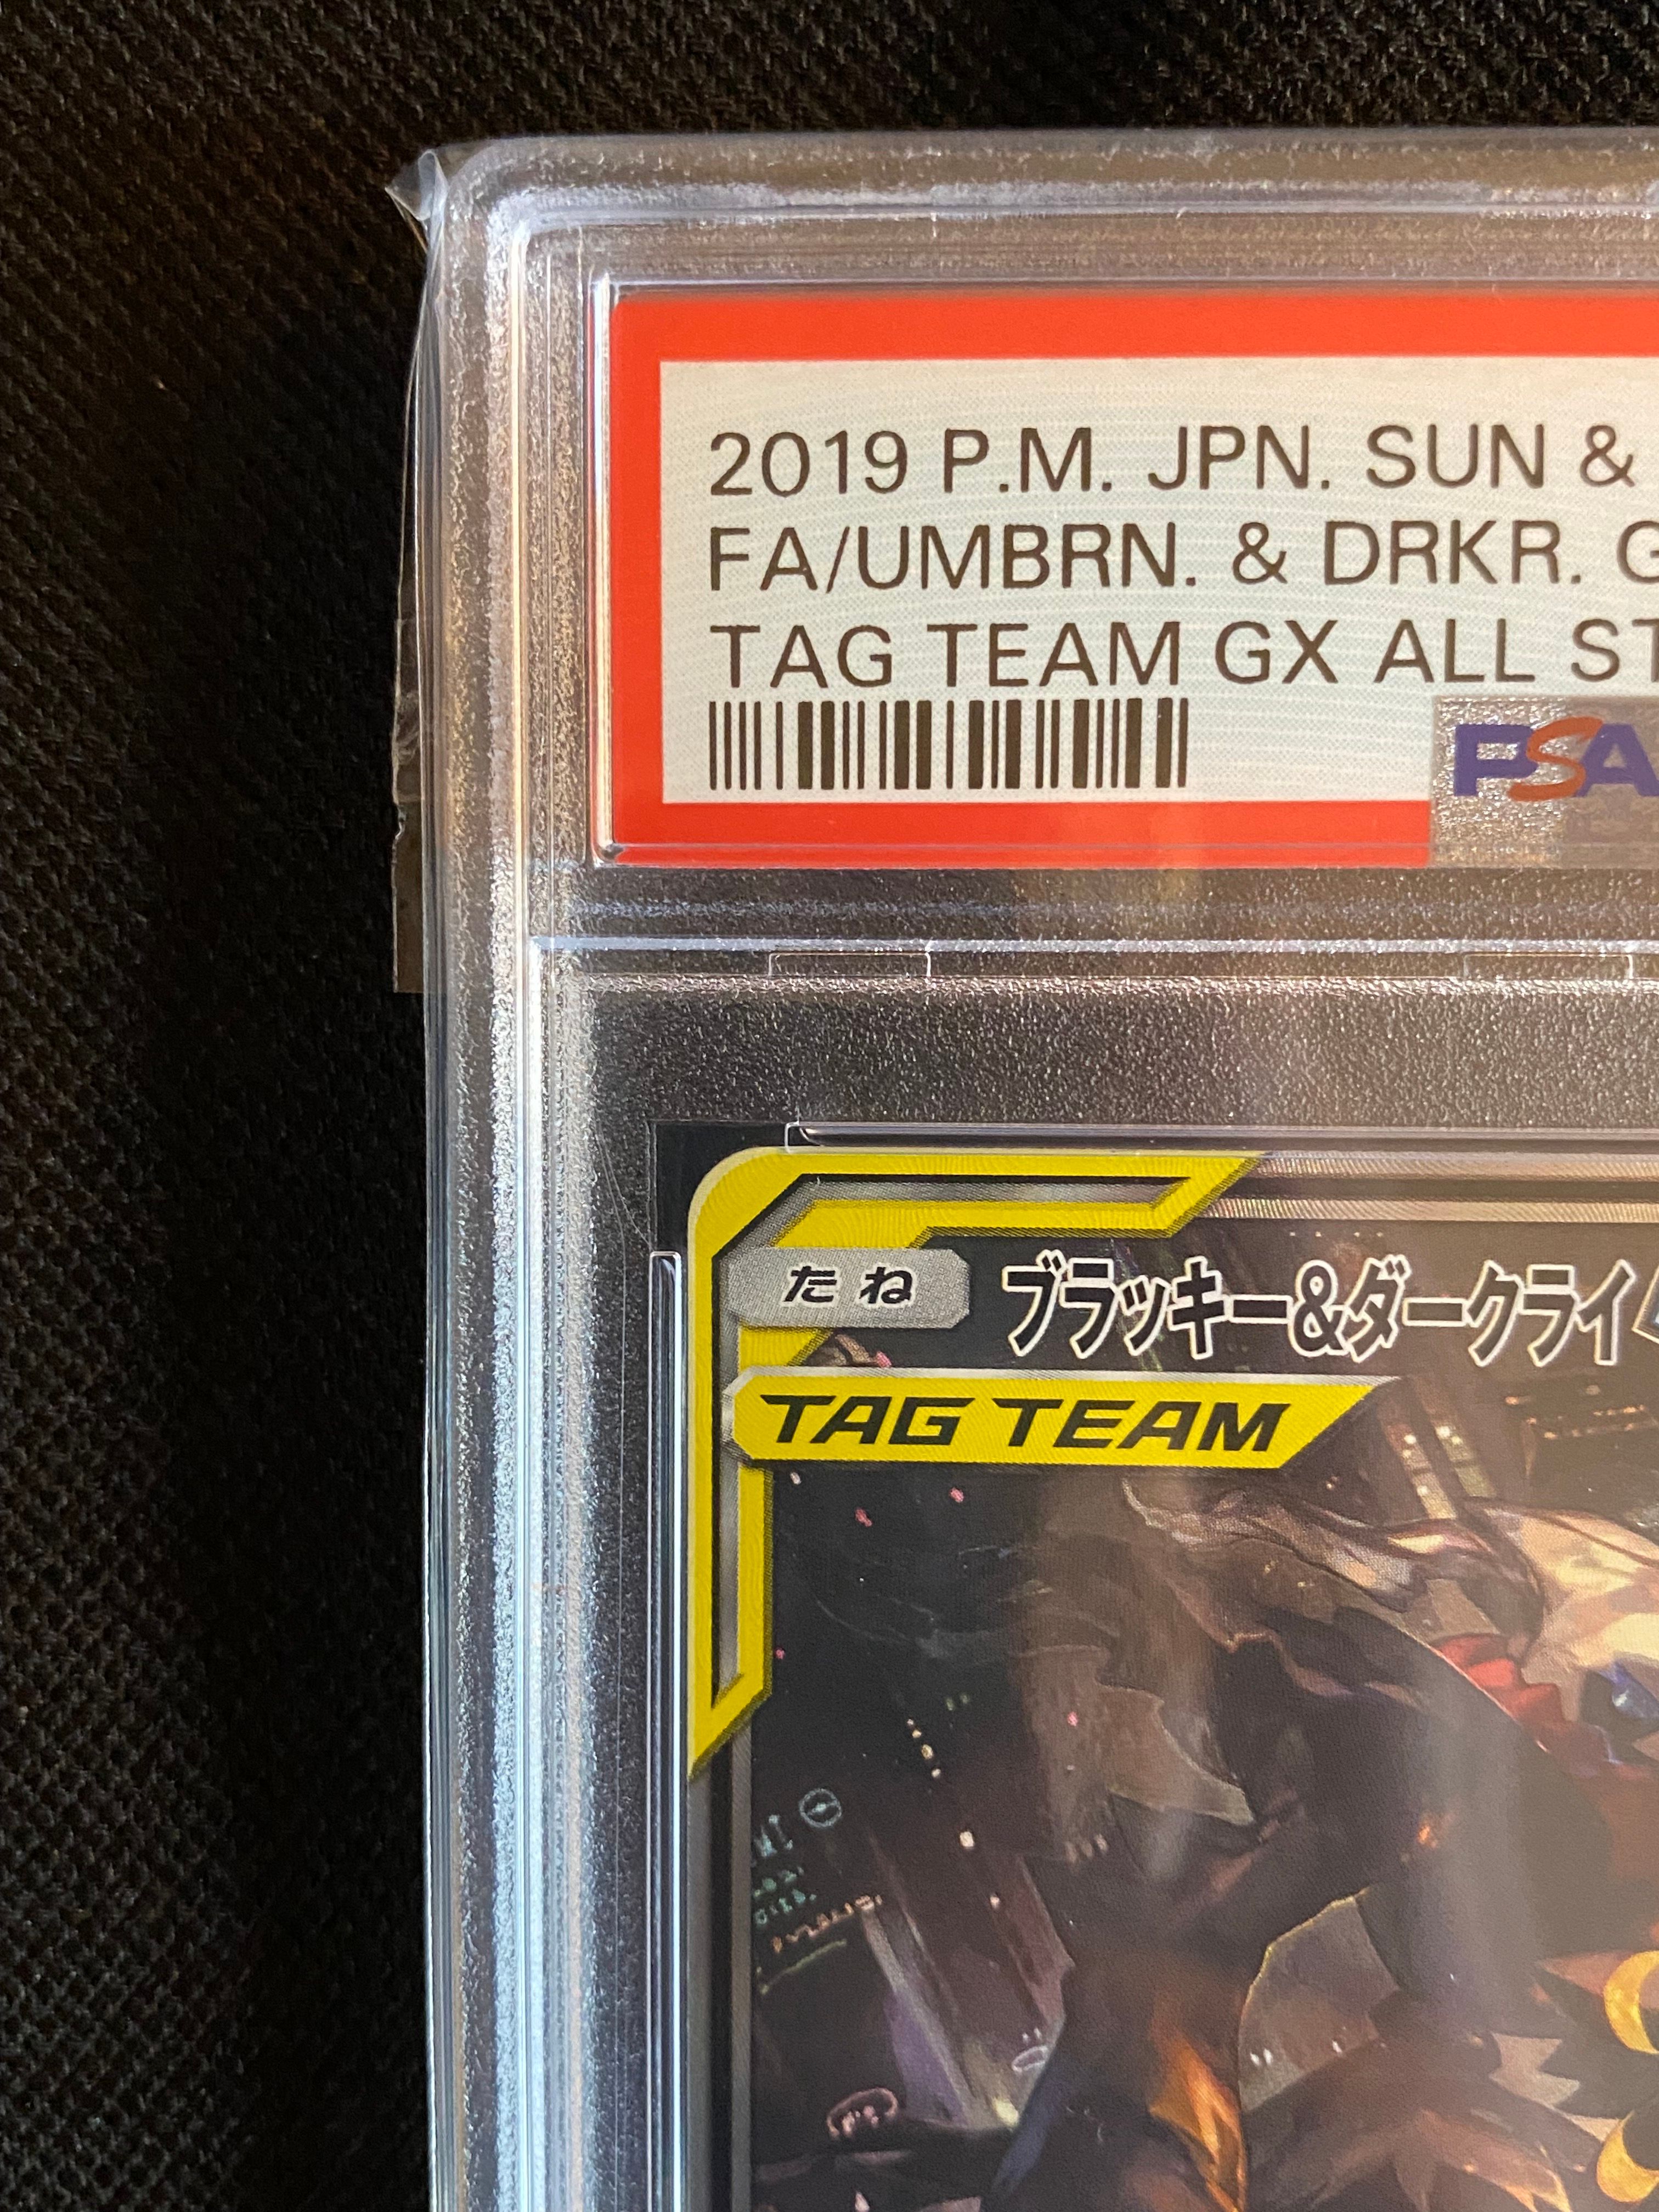 2019 P.M. JPN. SUN &
FA/UMBRN. & DRKR.
TAG TEAM GX ALL
PSA
たね
ブラッキー&ダークライ
TAG TEAM